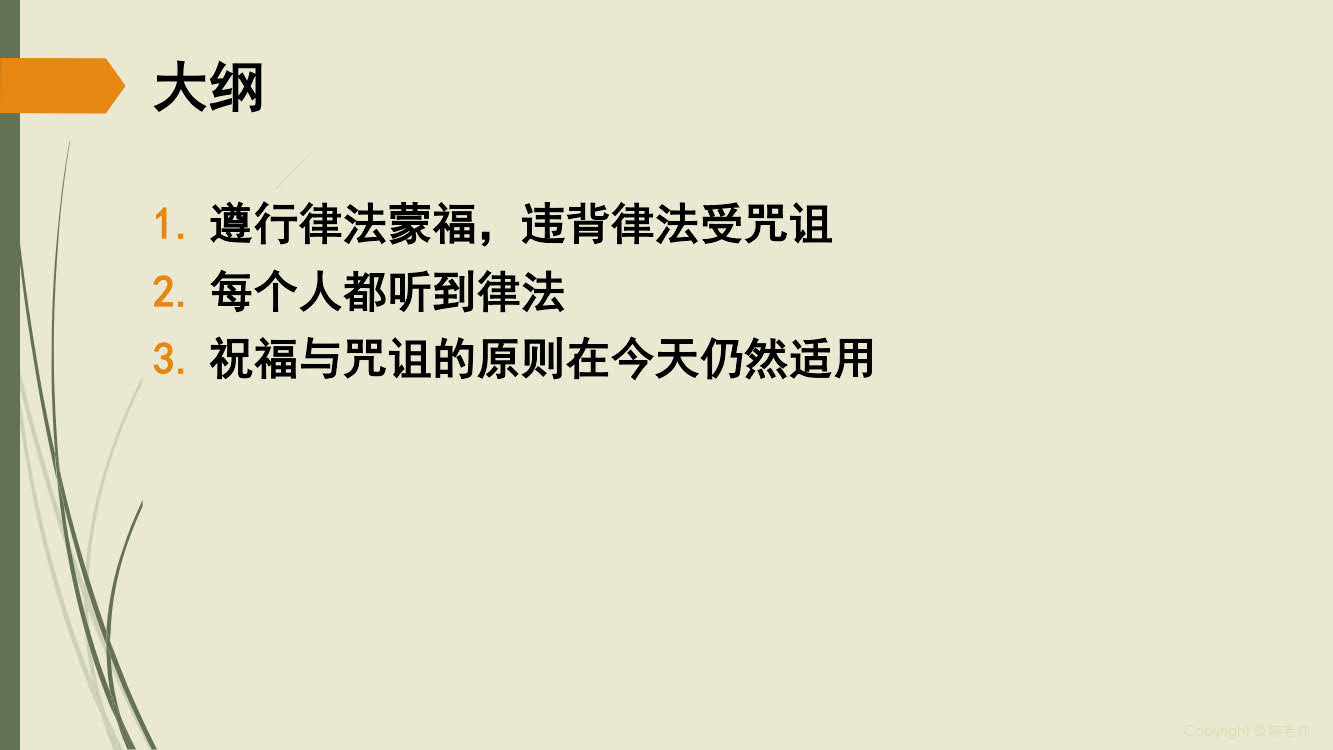 大纲
1. 遵行律法蒙福，违背律法受咒诅
2. 每个人都听到律法
3. 祝福与咒诅的原则在今天仍然适用
Copyright @ 陈老师